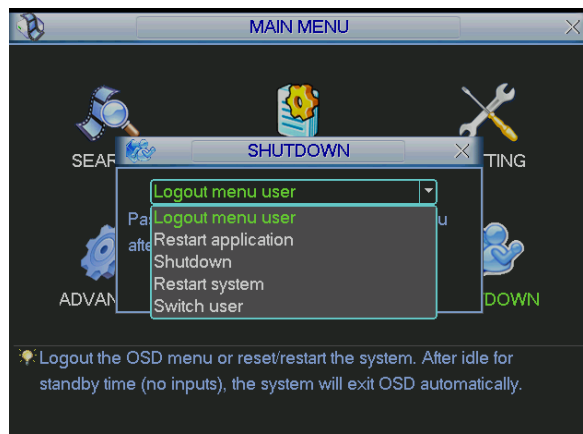 MAIN MENU
SEAR
TING
SHUTDOWN
Logout menu user
Pa
u
Logout menu user
afte
Restart application
Shutdown
Restart system
Switch user
ADVAN
DOWN
Logout the OSD menu or reset/restart the system. After idle for
standby time (no inputs), the system will exit OSD automatically.